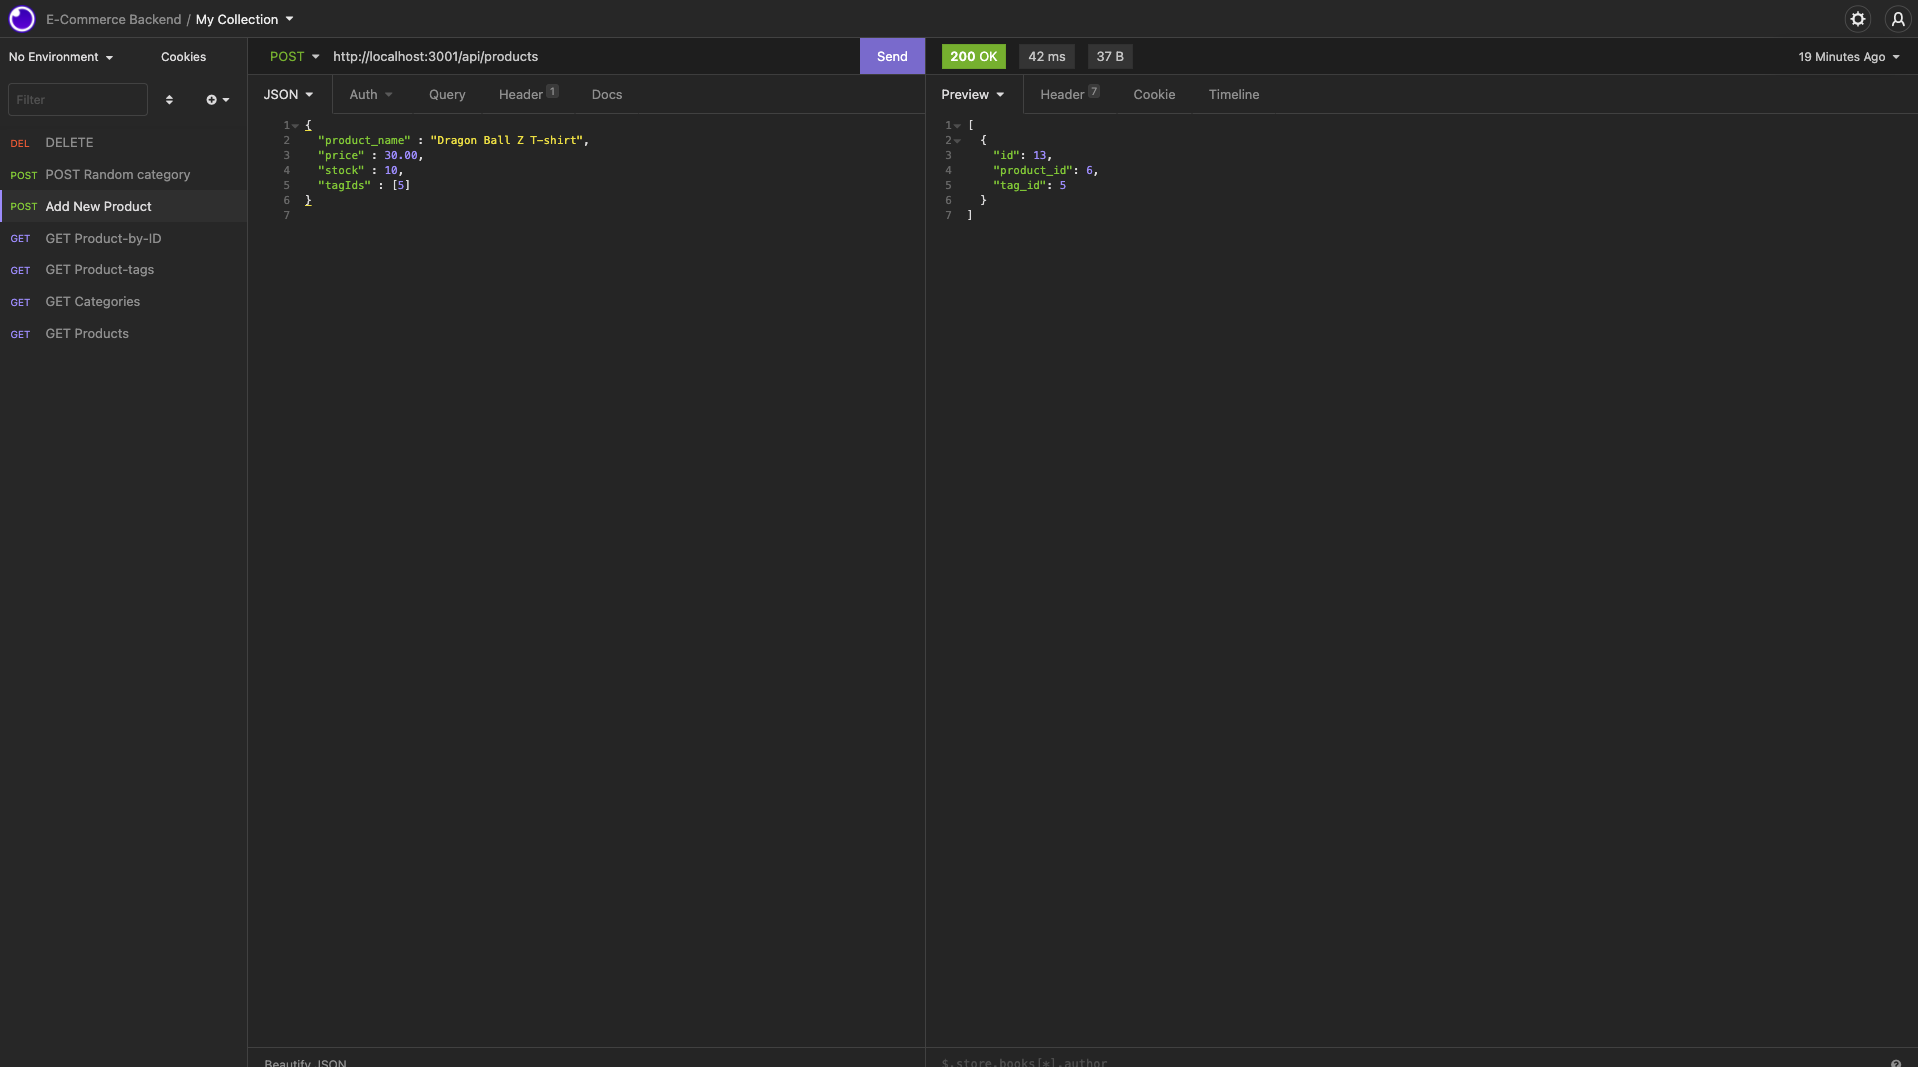 E-Commerce Backend / My Collection
No Environment
Cookies
Filter
DEL DELETE
POST POST Random category
POST Add New Product
GET GET Product-by-ID
GET GET Product-tags
GET GET Categories
GET GET Products
POST http://localhost:3001/api/products Send
JSON Auth Query Header 1 Docs
1 {
2 "product_name" : "Dragon Ball Z T-shirt",
3 "price" : 30.00,
4 "stock" : 10,
5 "tagIds" : [5]
6 }
7
Beautify JSON
200 OK 42 ms 37 B 19 Minutes Ago
Preview Header 7 Cookie Timeline
1 [
2 {
3 "id": 13,
4 "product_id": 6,
5 "tag_id": 5
6 }
7 ]
$.store.books[*].author